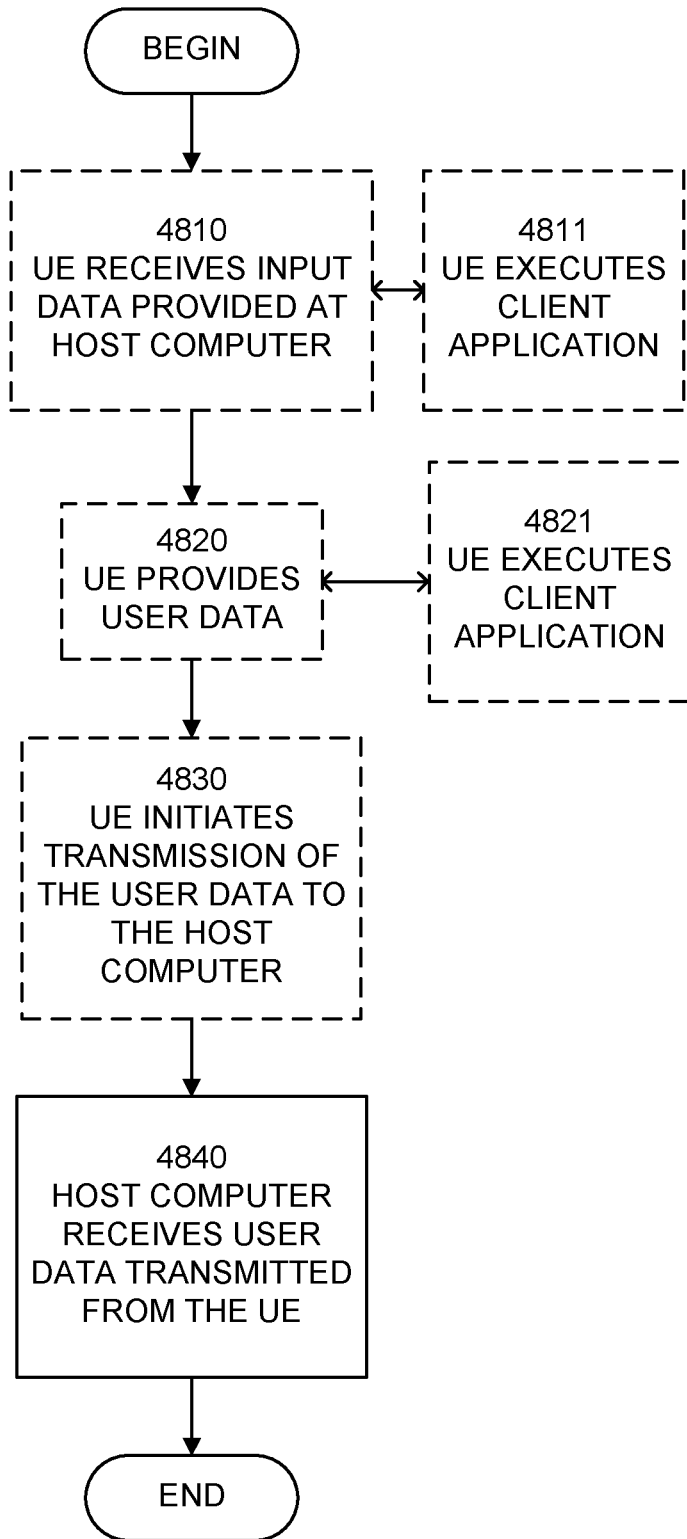 BEGIN
4810
UE RECEIVES INPUT
DATA PROVIDED AT
HOST COMPUTER
4811
UE EXECUTES
CLIENT
APPLICATION
4820
UE PROVIDES
USER DATA
4821
UE EXECUTES
CLIENT
APPLICATION
4830
UE INITIATES
TRANSMISSION OF
THE USER DATA TO
THE HOST
COMPUTER
4840
HOST COMPUTER
RECEIVES USER
DATA TRANSMITTED
FROM THE UE
END